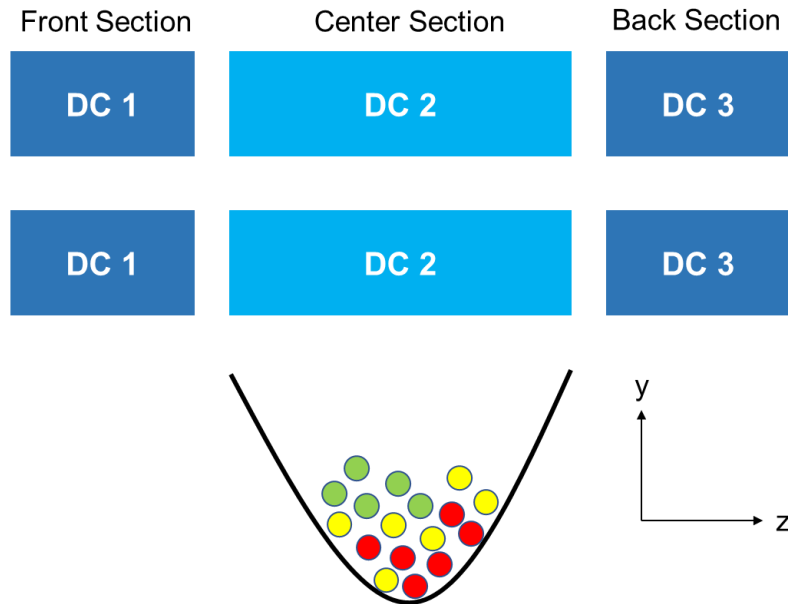 Front Section Center Section Back Section
DC 1 DC 2 DC 3
DC 1 DC 2 DC 3
y
z